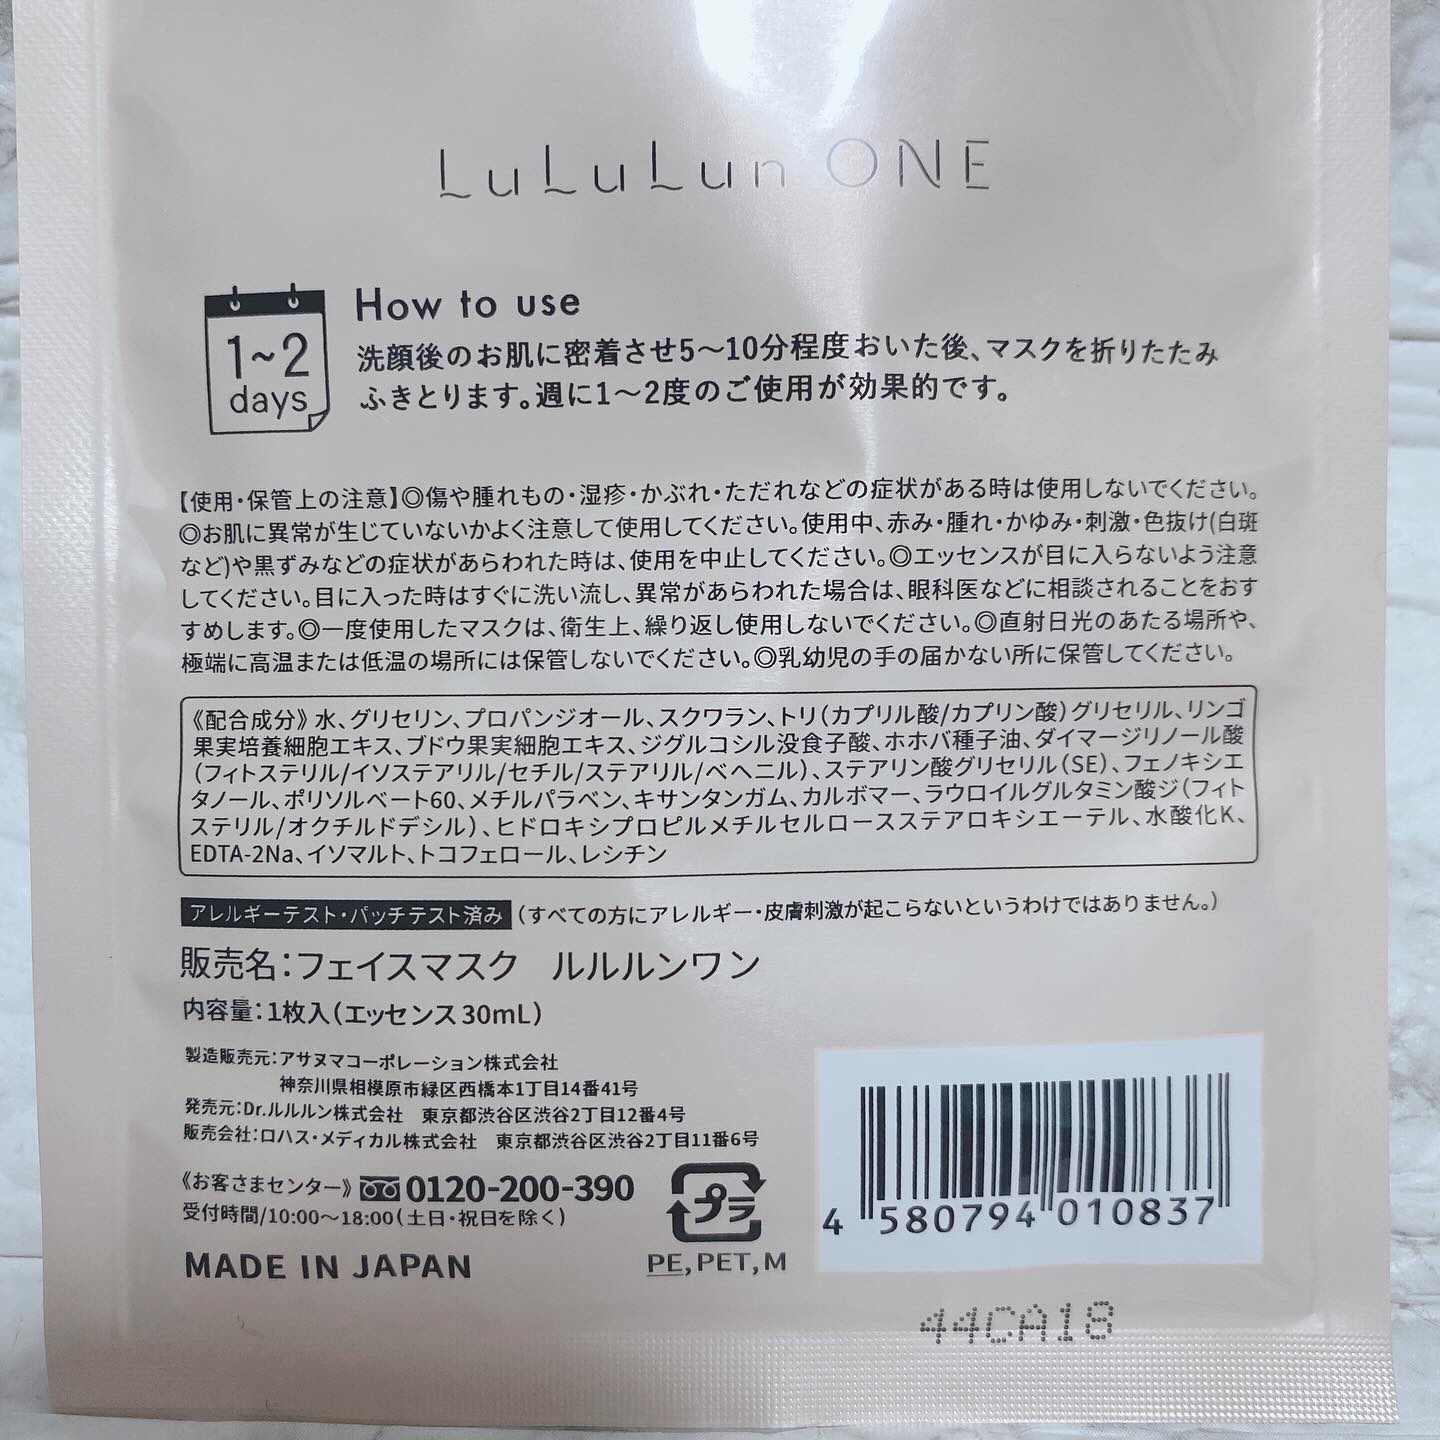 LuLuLun ONE
1~2
days
How to use
洗顔後のお肌に密着させ5〜10分程度おいた後、マスクを折りたたみ
ふきとります。週に1〜2度のご使用が効果的です。
【使用・保管上の注意】◎傷や腫れもの・湿疹・かぶれ・ただれなどの症状がある時は使用しないでください。
◎お肌に異常が生じていないかよく注意して使用してください。使用中、赤み・腫れ・かゆみ・刺激・色抜け(白斑
など)や黒ずみなどの症状があらわれた時は、使用を中止してください。◎エッセンスが目に入らないよう注意
してください。目に入った時はすぐに洗い流し、異常があらわれた場合は、眼科医などに相談されることをおす
すめします。◎一度使用したマスクは、衛生上、繰り返し使用しないでください。◎直射日光のあたる場所や、
極端に高温または低温の場所には保管しないでください。◎乳幼児の手の届かない所に保管してください。
《配合成分》水、グリセリン、プロパンジオール、スクワラン、トリ(カプリル酸/カプリン酸)グリセリル、リンゴ
果実培養細胞エキス、ブドウ果実細胞エキス、ジグルコシル没食子酸、ホホバ種子油、ダイマージリノール酸
(フィトステリル/イソステアリル/セチル/ステアリル/ベヘニル)、ステアリン酸グリセリル(SE)、フェノキシエ
タノール、ポリソルベート60、メチルパラベン、キサンタンガム、カルボマー、ラウロイルグルタミン酸ジ(フィト
ステリル/オクチルドデシル)、ヒドロキシプロピルメチルセルロースステアロキシエーテル、水酸化K、
EDTA-2Na、イソマルト、トコフェロール、レシチン
アレルギーテスト・パッチテスト済み (すべての方にアレルギー・皮膚刺激が起こらないというわけではありません。)
販売名:フェイスマスク ルルルンワン
内容量:1枚入(エッセンス30mL)
製造販売元:アサヌマコーポレーション株式会社
神奈川県相模原市緑区西橋本1丁目14番41号
発売元:Dr.ルルルン株式会社 東京都渋谷区渋谷2丁目12番4号
販売会社:ロハス・メディカル株式会社 東京都渋谷区渋谷2丁目11番6号
《お客さまセンター》0120-200-390
受付時間/10:00〜18:00(土日・祝日を除く)
MADE IN JAPAN
プラ
PE, PET, M
4 580794 010837
44CA18